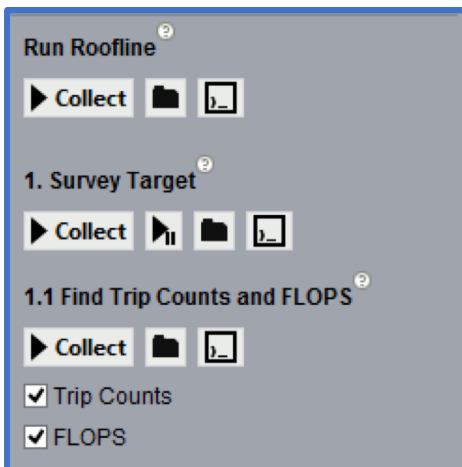 Run Roofline ?
Collect
1. Survey Target ?
Collect
1.1 Find Trip Counts and FLOPS ?
Collect
Trip Counts
FLOPS